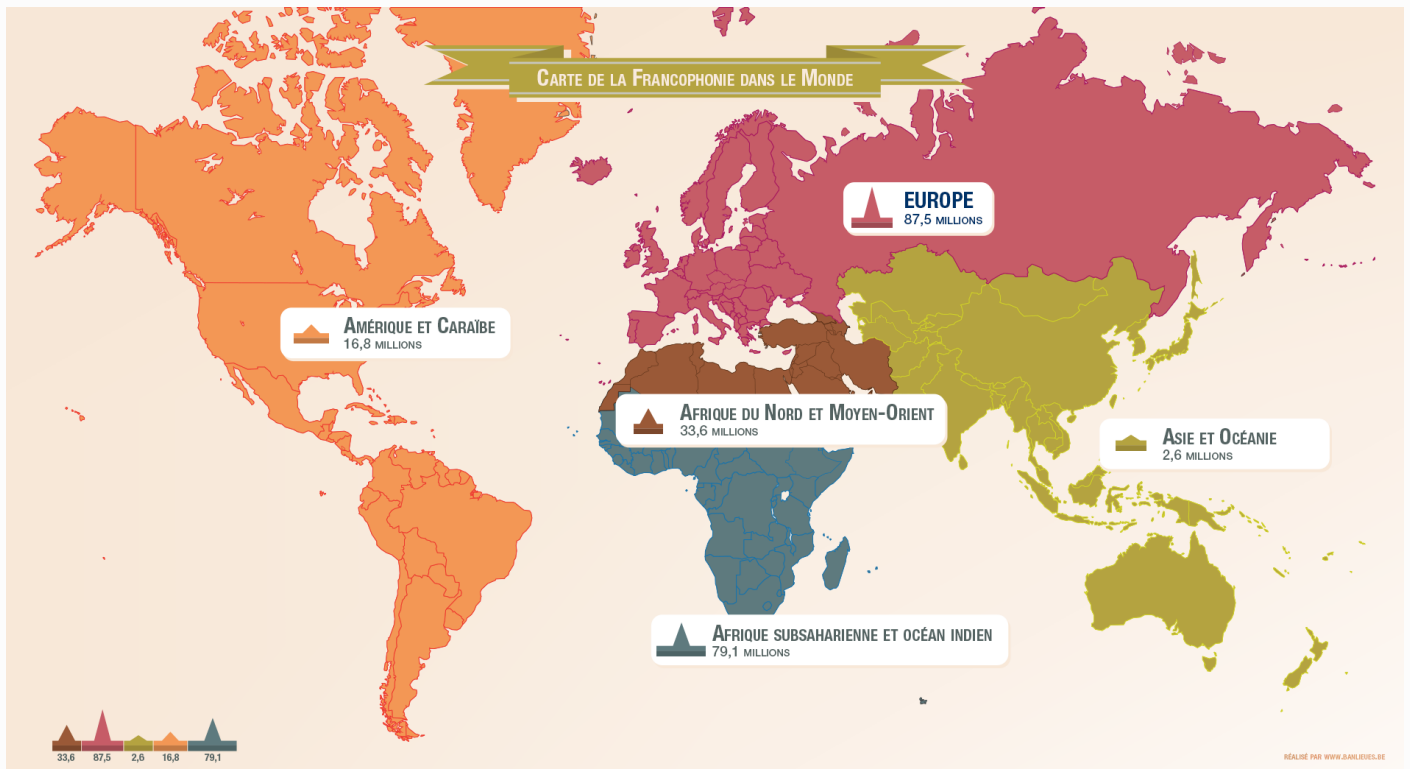 CARTE DE LA FRANCOPHONIE DANS LE MONDE
EUROPE
87,5 MILLIONS
AMÉRIQUE ET CARAÏBE
16,8 MILLIONS
AFRIQUE DU NORD ET MOYEN-ORIENT
33,6 MILLIONS
ASIE ET OCÉANIE
2,6 MILLIONS
AFRIQUE SUBSAHARIENNE ET OCÉAN INDIEN
79,1 MILLIONS
33,6 87,5 2,6 16,8 79,1
RÉALISÉ PAR WWW.BANLIEUES.BE